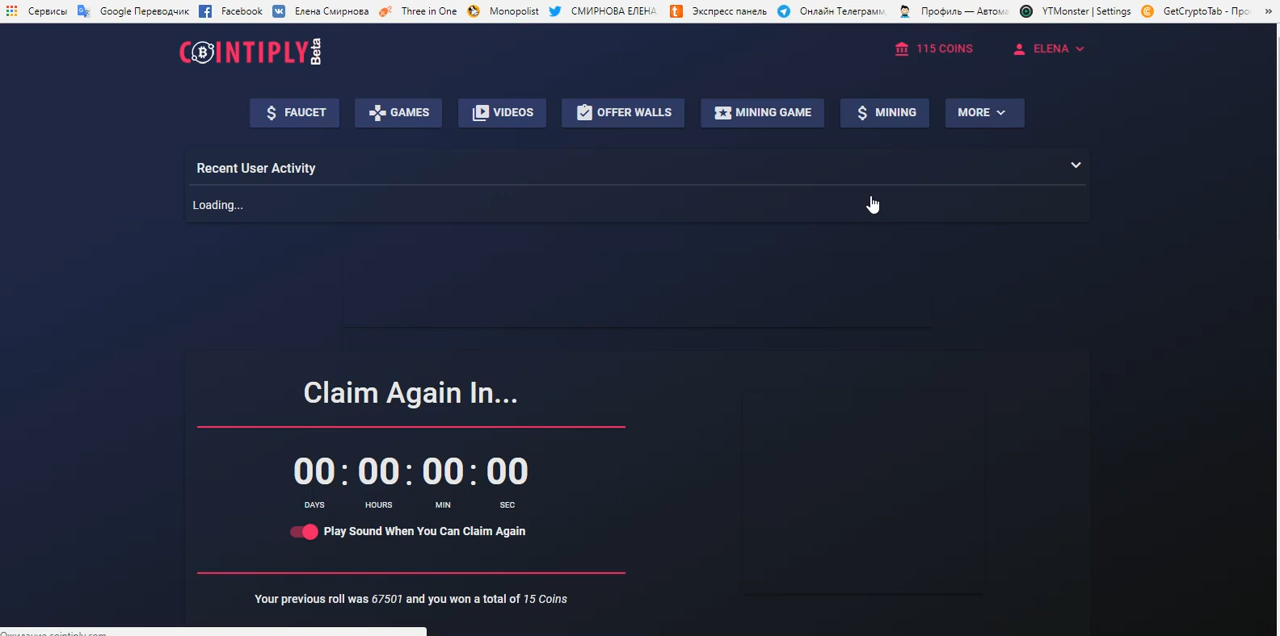 Сервисы Google Переводчик Facebook Елена Смирнова Three in One Monopolist СМИРНОВА ЕЛЕНА Экспресс панель Онлайн Телеграмм Профиль — Автома YTMonster | Settings GetCryptoTab - Про »
COINTIPLY Beta
115 COINS ELENA
FAUCET GAMES VIDEOS OFFER WALLS MINING GAME MINING MORE
Recent User Activity
Loading...
Claim Again In...
00 : 00 : 00 : 00
DAYS HOURS MIN SEC
Play Sound When You Can Claim Again
Your previous roll was 67501 and you won a total of 15 Coins
Ожидание cointiply.com